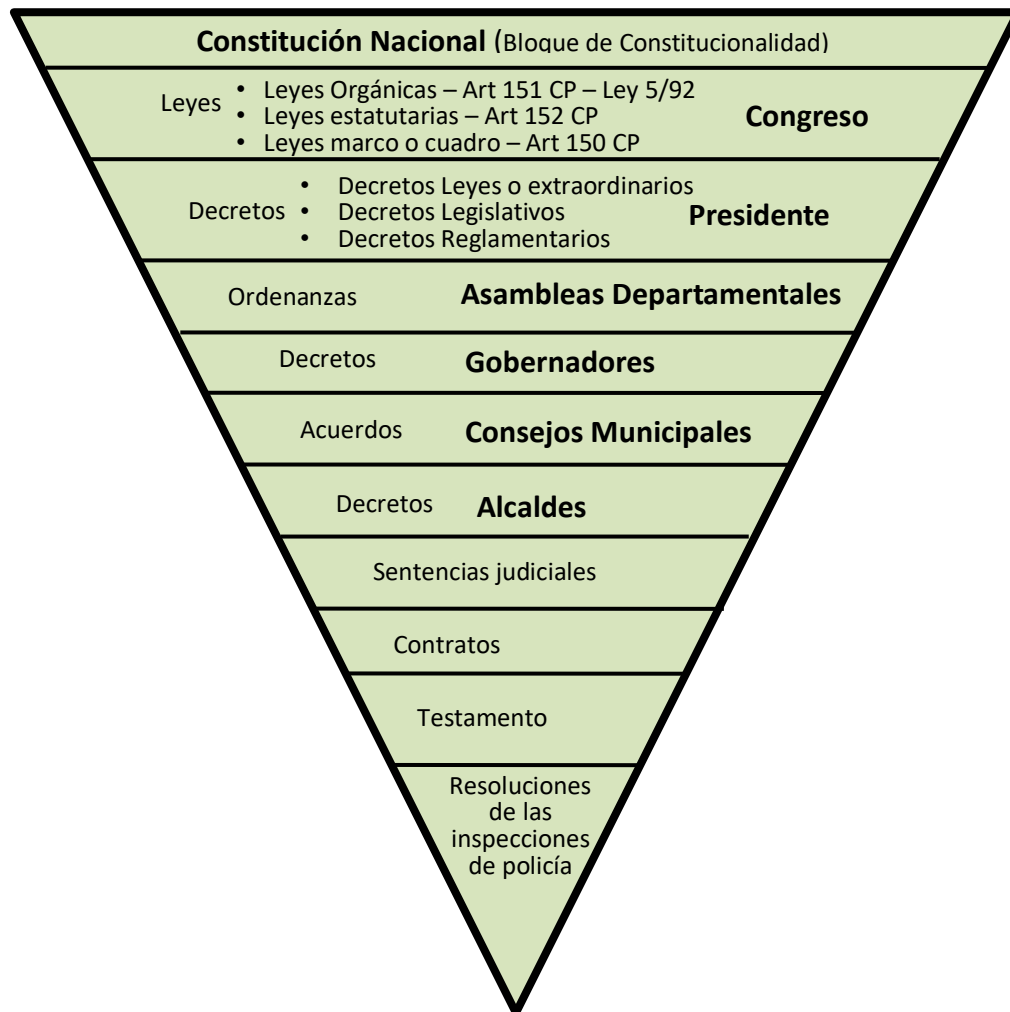 Constitución Nacional (Bloque de Constitucionalidad)
Leyes
• Leyes Orgánicas – Art 151 CP – Ley 5/92
• Leyes estatutarias – Art 152 CP
• Leyes marco o cuadro – Art 150 CP
Congreso
Decretos
• Decretos Leyes o extraordinarios
• Decretos Legislativos
• Decretos Reglamentarios
Presidente
Ordenanzas Asambleas Departamentales
Decretos Gobernadores
Acuerdos Consejos Municipales
Decretos Alcaldes
Sentencias judiciales
Contratos
Testamento
Resoluciones
de las
inspecciones
de policía